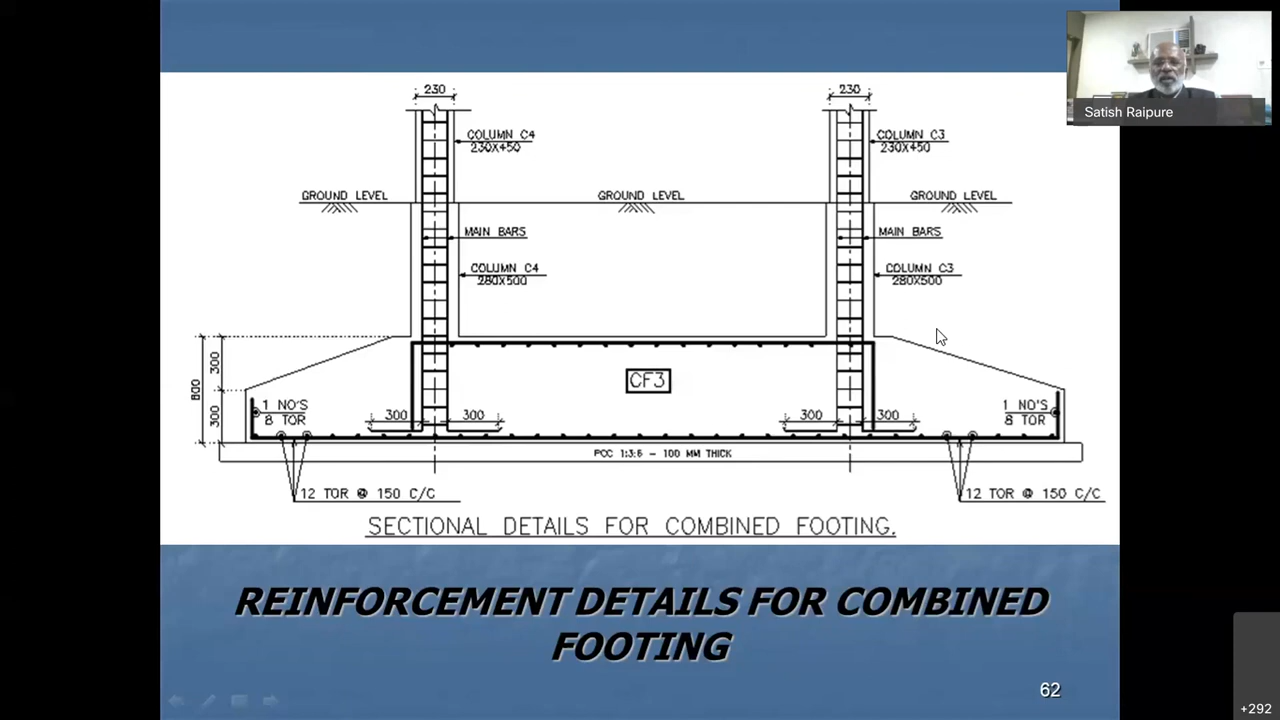 Satish Raipure
230
230
COLUMN C4
230X450
COLUMN C3
230X450
GROUND LEVEL
GROUND LEVEL
GROUND LEVEL
MAIN BARS
MAIN BARS
COLUMN C4
280X500
COLUMN C3
280X500
300
800
300
CF3
1 NO'S
8 TOR
300
300
300
300
1 NO'S
8 TOR
PCC 1:3:6 - 100 MM THICK
12 TOR @ 150 C/C
12 TOR @ 150 C/C
SECTIONAL DETAILS FOR COMBINED FOOTING.
REINFORCEMENT DETAILS FOR COMBINED
FOOTING
62
+292